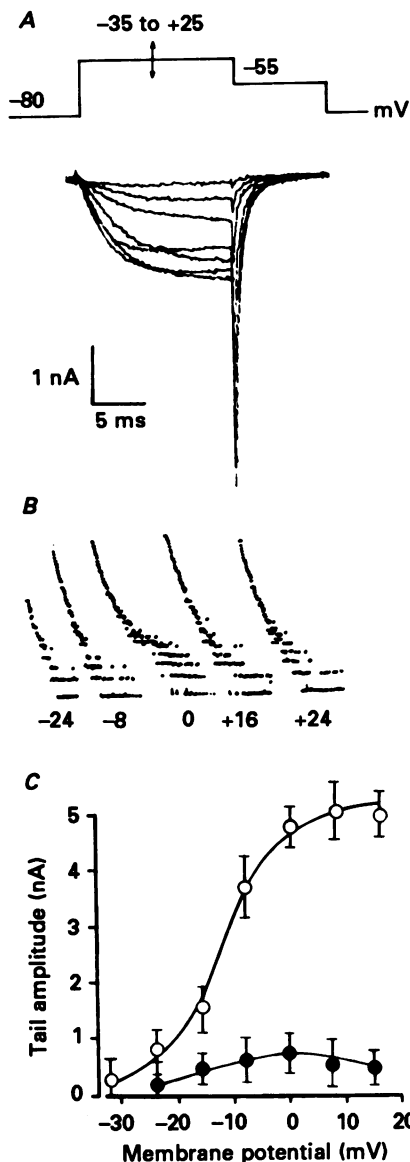 A
−35 to +25
−55
−80
mV
1 nA
5 ms
B
−24 −8 0 +16 +24
C
5
4
3
2
1
0
Tail amplitude (nA)
−30 −20 −10 0 10 20
Membrane potential (mV)